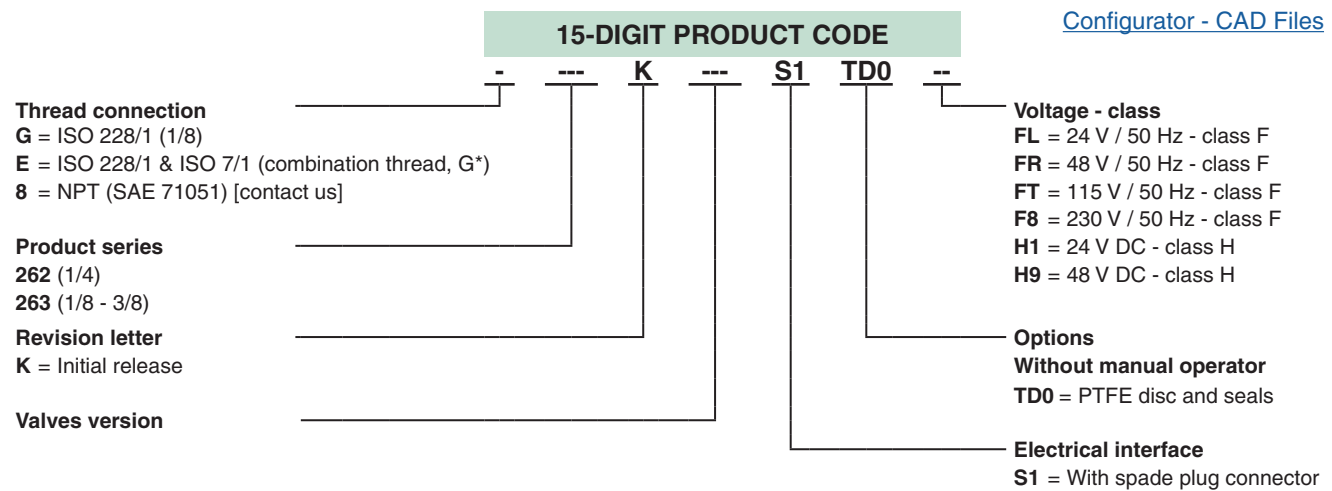 Configurator - CAD Files
15-DIGIT PRODUCT CODE
- --- K --- S1 TD0 --
Thread connection
G = ISO 228/1 (1/8)
E = ISO 228/1 & ISO 7/1 (combination thread, G*)
8 = NPT (SAE 71051) [contact us]
Product series
262 (1/4)
263 (1/8 - 3/8)
Revision letter
K = Initial release
Valves version
Voltage - class
FL = 24 V / 50 Hz - class F
FR = 48 V / 50 Hz - class F
FT = 115 V / 50 Hz - class F
F8 = 230 V / 50 Hz - class F
H1 = 24 V DC - class H
H9 = 48 V DC - class H
Options
Without manual operator
TD0 = PTFE disc and seals
Electrical interface
S1 = With spade plug connector